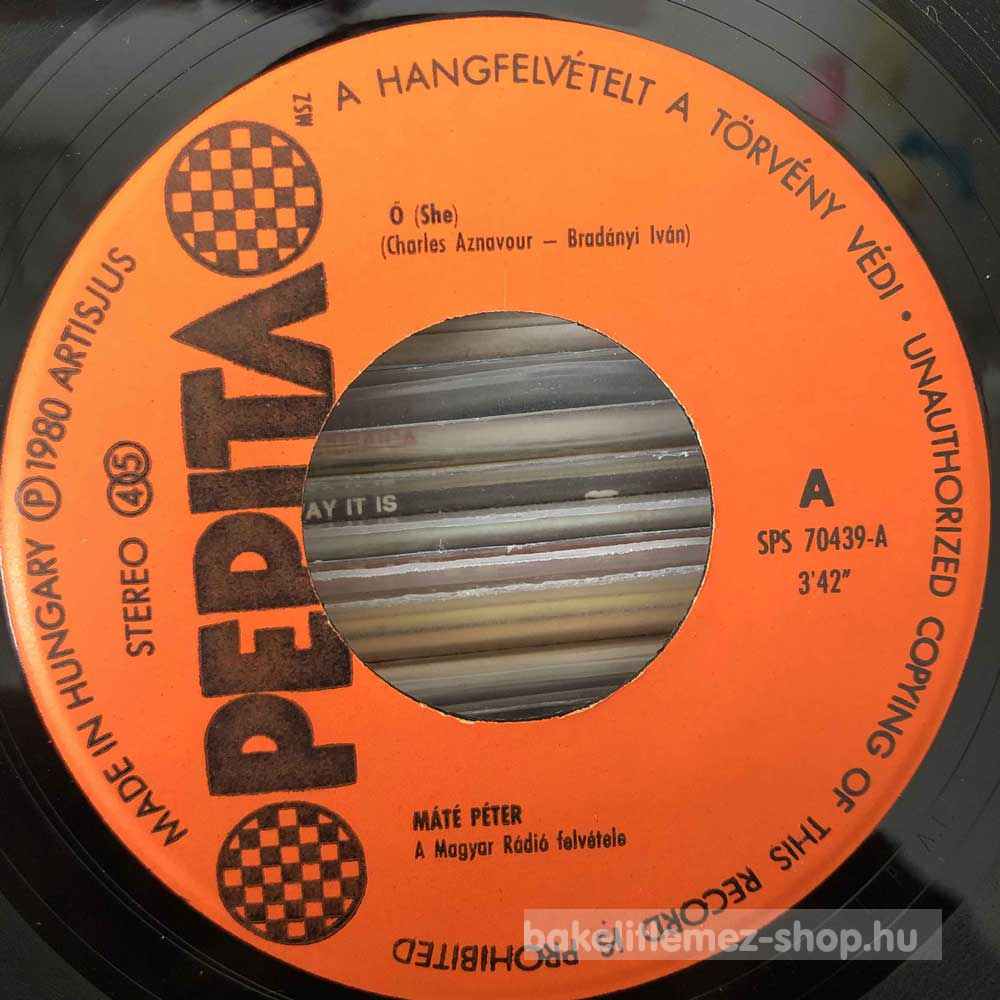 A HANGFELVÉTELT A TÖRVÉNY VÉDI • UNAUTHORIZED COPYING OF THIS RECORD IS PROHIBITED
MADE IN HUNGARY Ⓟ 1980 ARTISJUS
STEREO 45
PEPITA
MSZ
Ő (She)
(Charles Aznavour – Bradányi Iván)
AY IT IS
A
SPS 70439-A
3'42"
MÁTÉ PÉTER
A Magyar Rádió felvétele
bakelitlemez-shop.hu